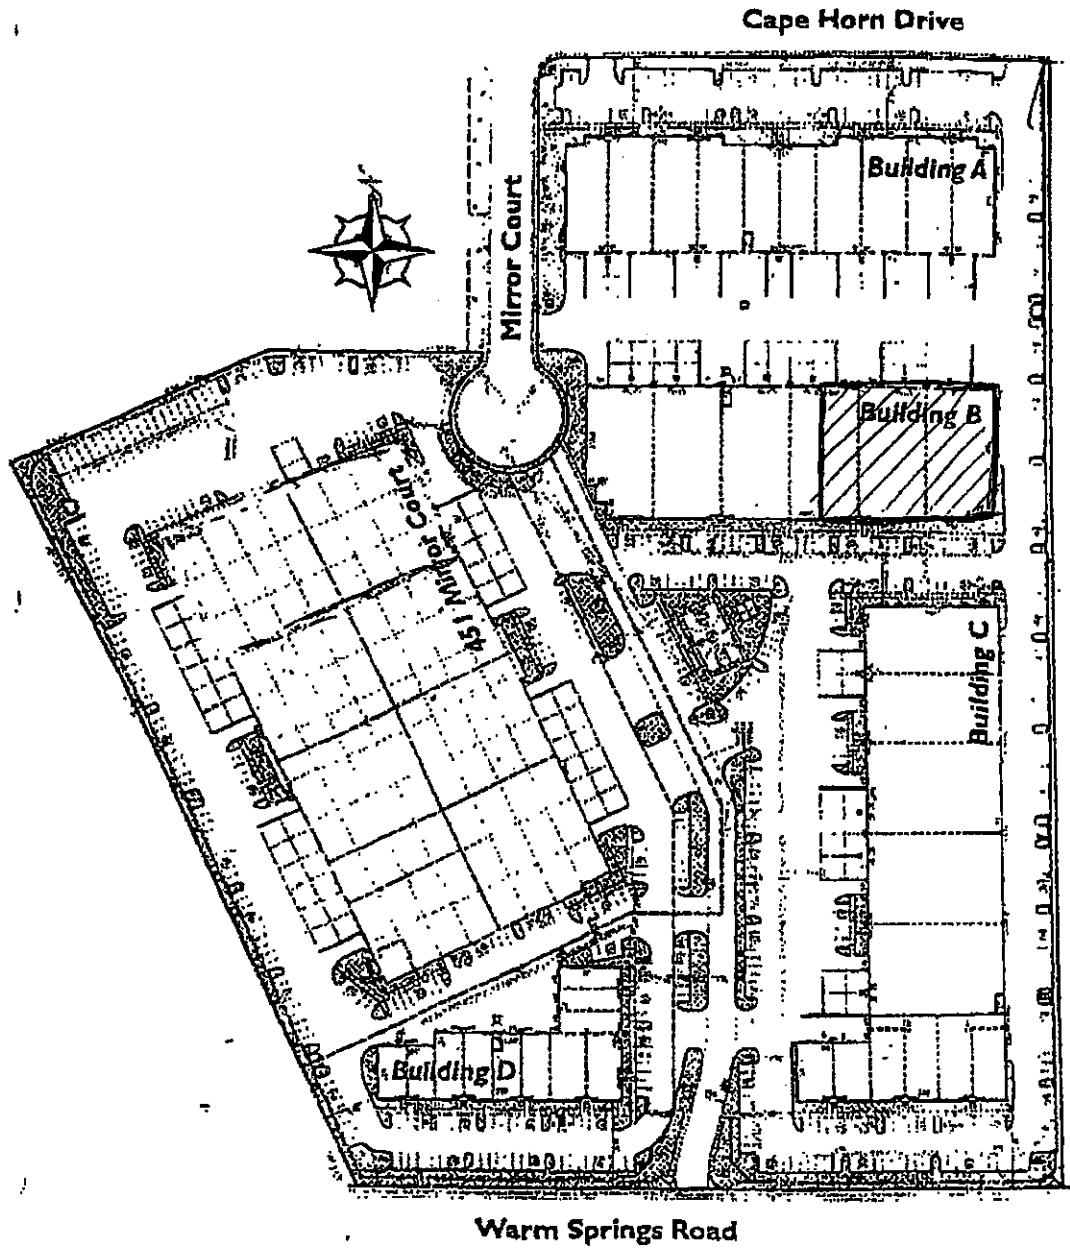 Cape Horn Drive
Building A
Mirror Court
Building B
451 Mirror Court
Building C
Building D
Warm Springs Road